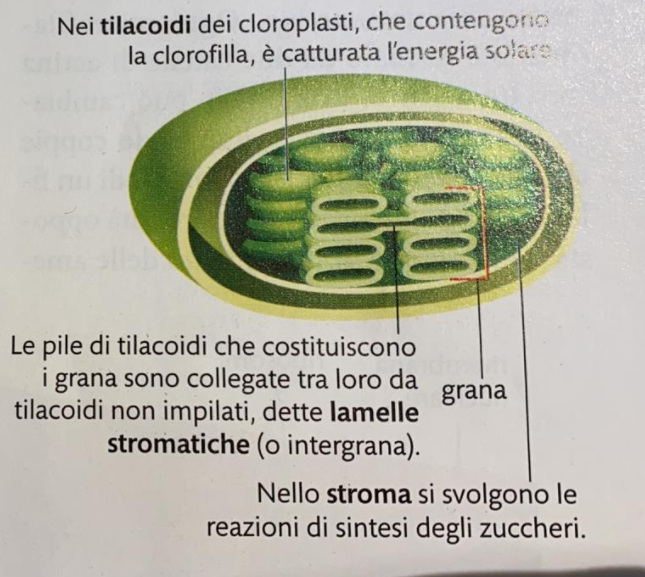 Nei tilacoidi dei cloroplasti, che contengono
la clorofilla, è catturata l'energia solare
Le pile di tilacoidi che costituiscono
i grana sono collegate tra loro da
tilacoidi non impilati, dette lamelle
stromatiche (o intergrana).
grana
Nello stroma si svolgono le
reazioni di sintesi degli zuccheri.